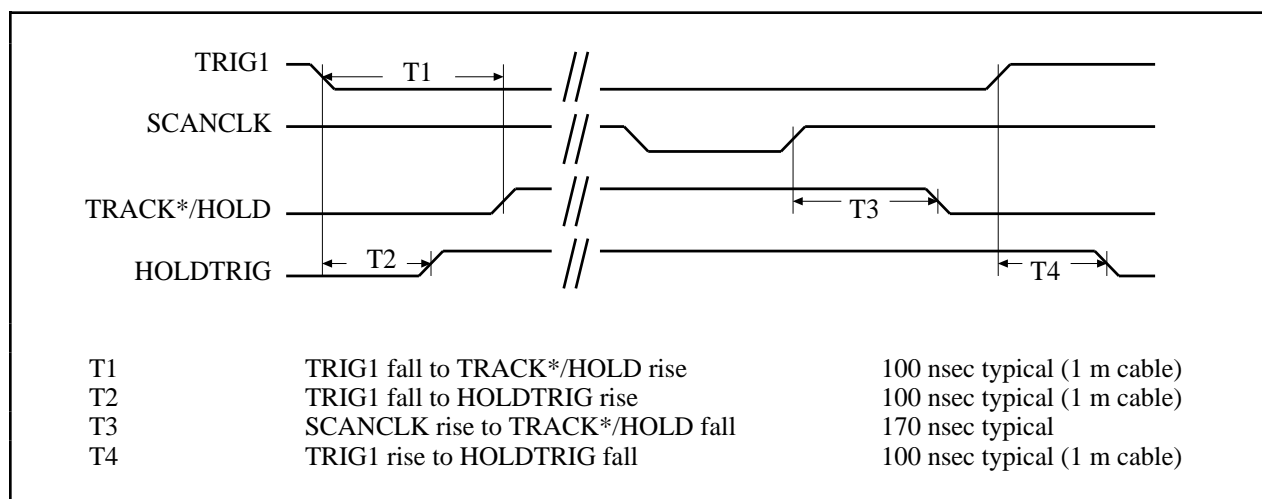 TRIG1
T1
SCANCLK
TRACK*/HOLD
T3
HOLDTRIG
T2
T4
T1 TRIG1 fall to TRACK*/HOLD rise 100 nsec typical (1 m cable)
T2 TRIG1 fall to HOLDTRIG rise 100 nsec typical (1 m cable)
T3 SCANCLK rise to TRACK*/HOLD fall 170 nsec typical
T4 TRIG1 rise to HOLDTRIG fall 100 nsec typical (1 m cable)